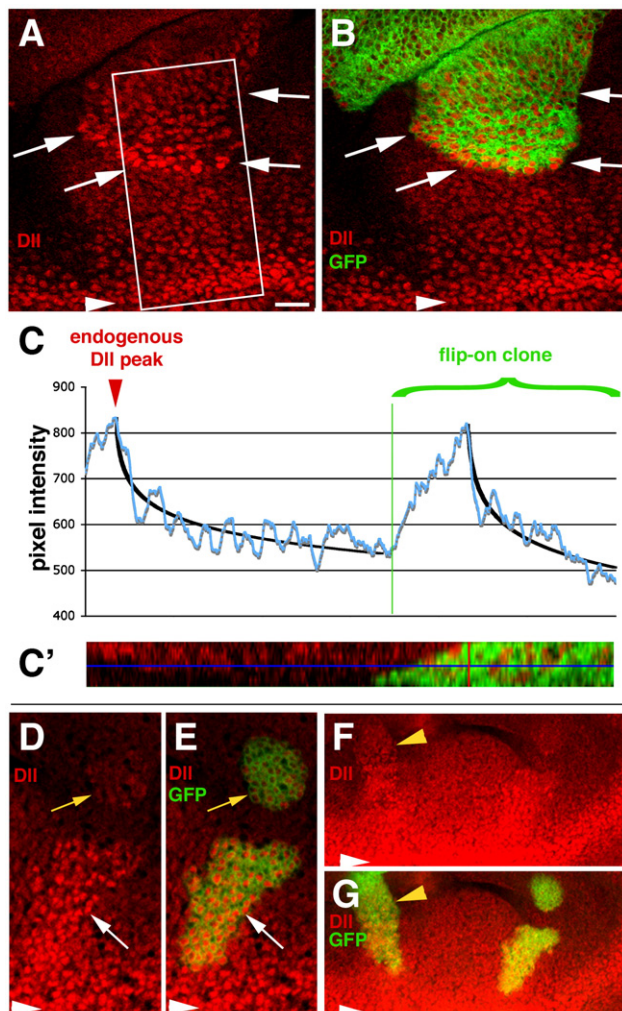 A
Dll
B
Dll
GFP
C
endogenous
Dll peak
flip-on clone
pixel intensity
900
800
700
600
500
400
C'
D
Dll
E
Dll
GFP
F
Dll
G
Dll
GFP